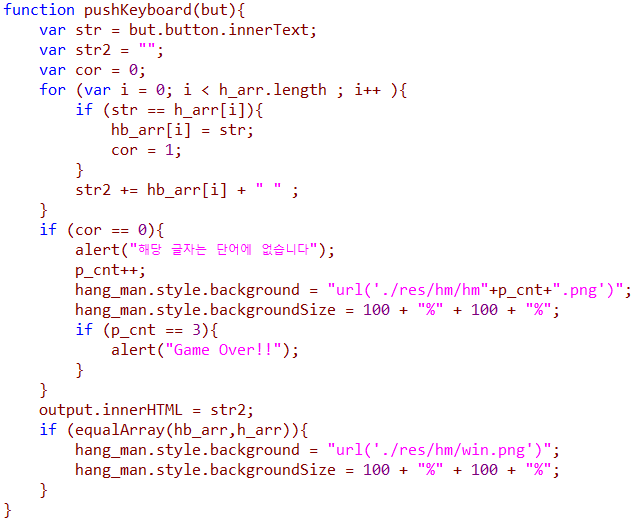 function pushKeyboard(but){
    var str = but.button.innerText;
    var str2 = "";
    var cor = 0;
    for (var i = 0; i < h_arr.length ; i++ ){
        if (str == h_arr[i]){
            hb_arr[i] = str;
            cor = 1;
        }
        str2 += hb_arr[i] + " " ;
    }
    if (cor == 0){
        alert("해당 글자는 단어에 없습니다");
        p_cnt++;
        hang_man.style.background = "url('./res/hm/hm"+p_cnt+".png')";
        hang_man.style.backgroundSize = 100 + "%" + 100 + "%";
        if (p_cnt == 3){
            alert("Game Over!!");
        }
    }
    output.innerHTML = str2;
    if (equalArray(hb_arr,h_arr)){
        hang_man.style.background = "url('./res/hm/win.png')";
        hang_man.style.backgroundSize = 100 + "%" + 100 + "%";
    }
}